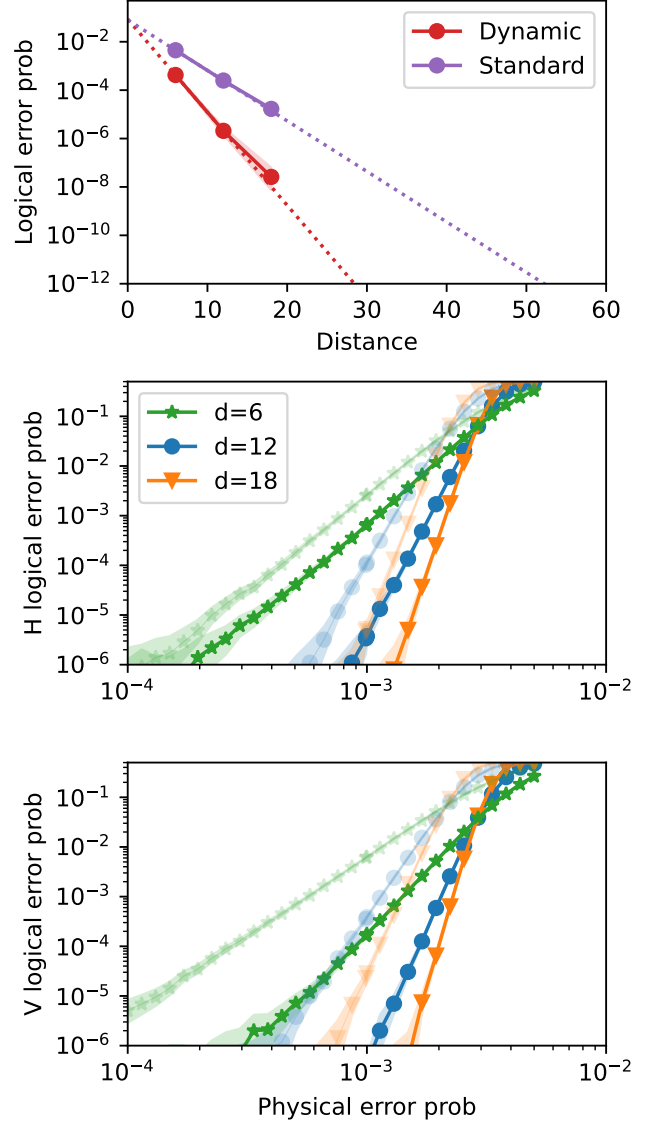 Logical error prob
10⁻²
10⁻⁴
10⁻⁶
10⁻⁸
10⁻¹⁰
10⁻¹²
Dynamic
Standard
0 10 20 30 40 50 60
Distance
H logical error prob
10⁻¹
10⁻²
10⁻³
10⁻⁴
10⁻⁵
10⁻⁶
d=6
d=12
d=18
10⁻⁴ 10⁻³ 10⁻²
V logical error prob
10⁻¹
10⁻²
10⁻³
10⁻⁴
10⁻⁵
10⁻⁶
10⁻⁴ 10⁻³ 10⁻²
Physical error prob